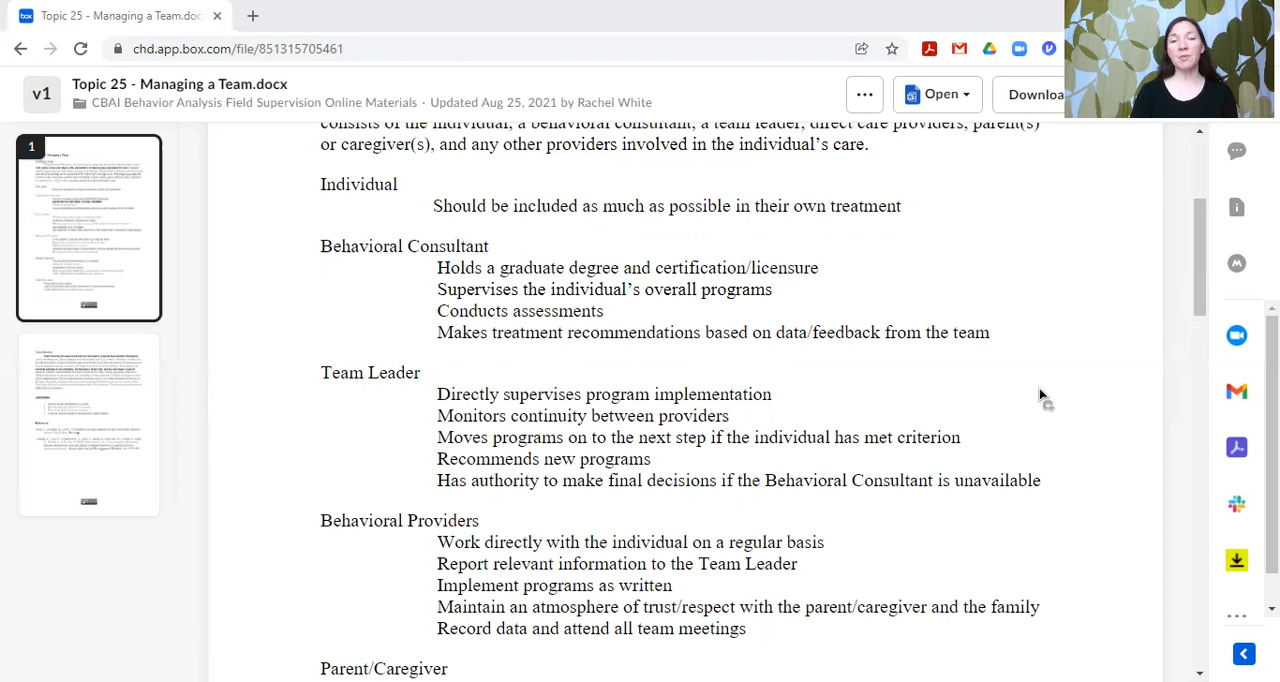 Topic 25 - Managing a Team.doc
chd.app.box.com/file/851315705461
v1
Topic 25 - Managing a Team.docx
CBAI Behavior Analysis Field Supervision Online Materials · Updated Aug 25, 2021 by Rachel White
Open
Downloa
1
consists of the individual, a behavioral consultant, a team leader, direct care providers, parent(s)
or caregiver(s), and any other providers involved in the individual's care.
Individual
Should be included as much as possible in their own treatment
Behavioral Consultant
Holds a graduate degree and certification/licensure
Supervises the individual's overall programs
Conducts assessments
Makes treatment recommendations based on data/feedback from the team
Team Leader
Directly supervises program implementation
Monitors continuity between providers
Moves programs on to the next step if the individual has met criterion
Recommends new programs
Has authority to make final decisions if the Behavioral Consultant is unavailable
Behavioral Providers
Work directly with the individual on a regular basis
Report relevant information to the Team Leader
Implement programs as written
Maintain an atmosphere of trust/respect with the parent/caregiver and the family
Record data and attend all team meetings
Parent/Caregiver